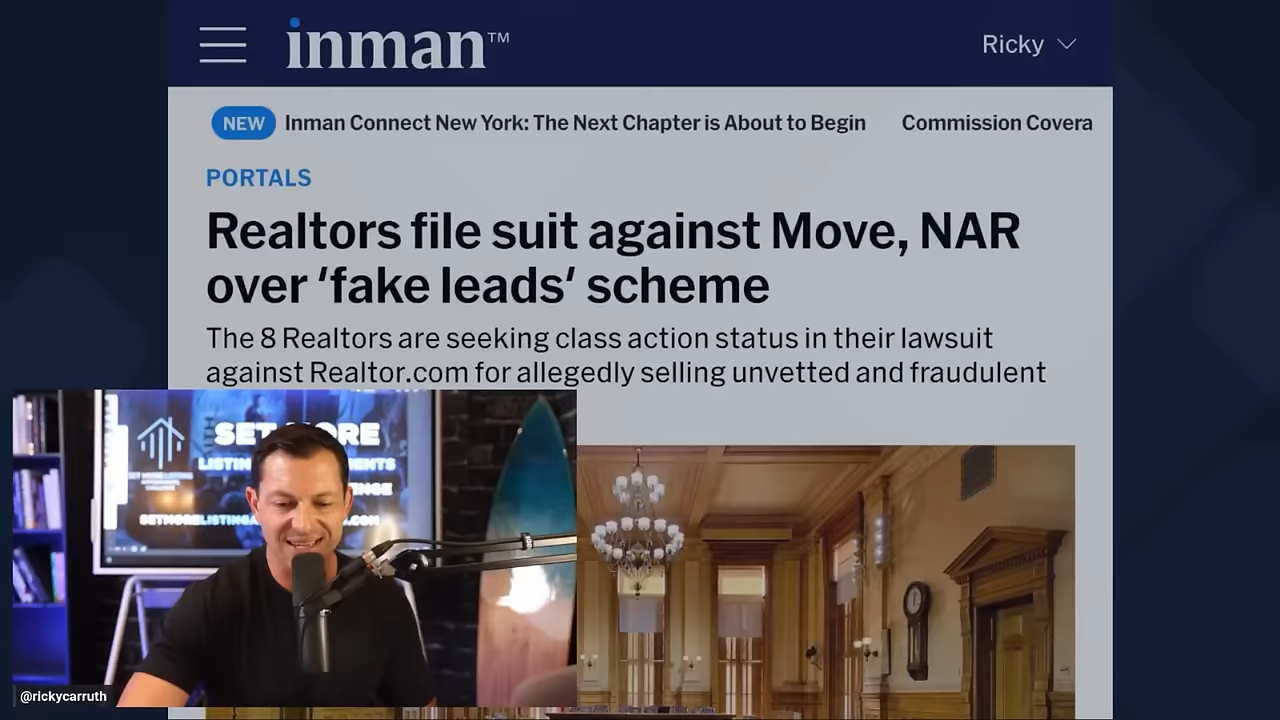 inman™
Ricky
NEW Inman Connect New York: The Next Chapter is About to Begin Commission Covera
PORTALS
Realtors file suit against Move, NAR
over 'fake leads' scheme
The 8 Realtors are seeking class action status in their lawsuit
against Realtor.com for allegedly selling unvetted and fraudulent
@rickycarruth